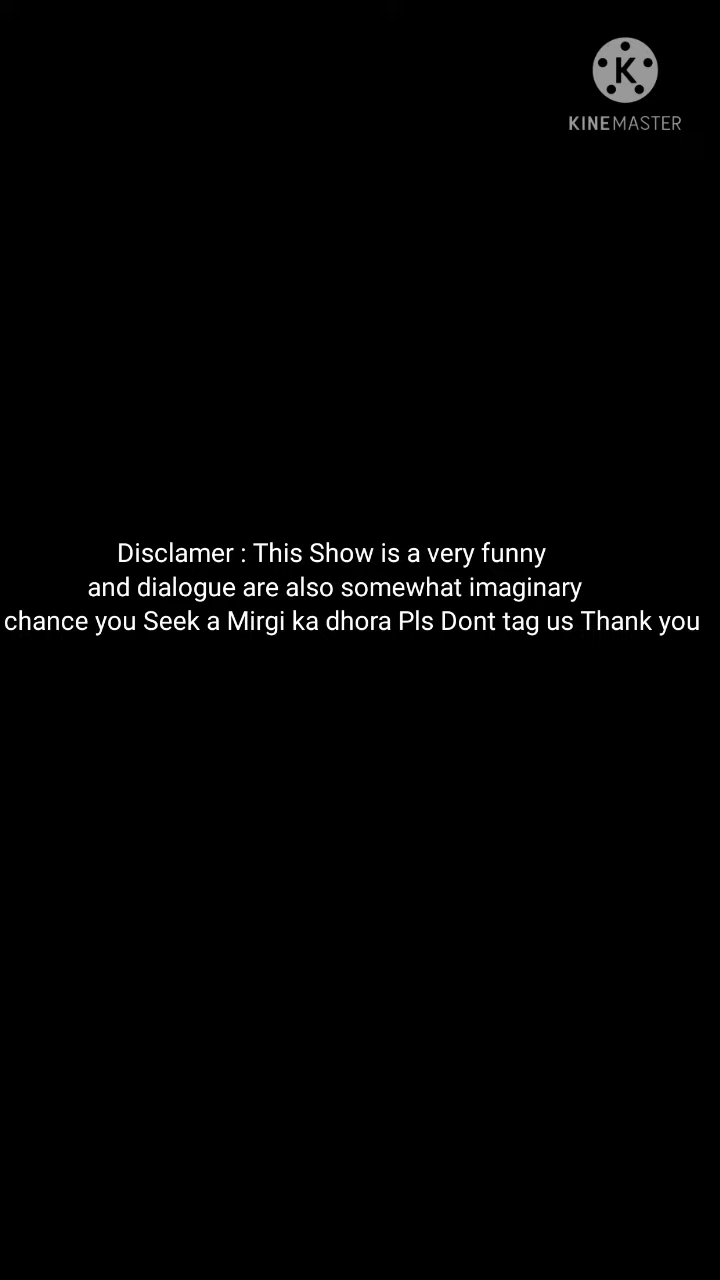 K
KINEMASTER
Disclamer : This Show is a very funny
and dialogue are also somewhat imaginary
chance you Seek a Mirgi ka dhora Pls Dont tag us Thank you